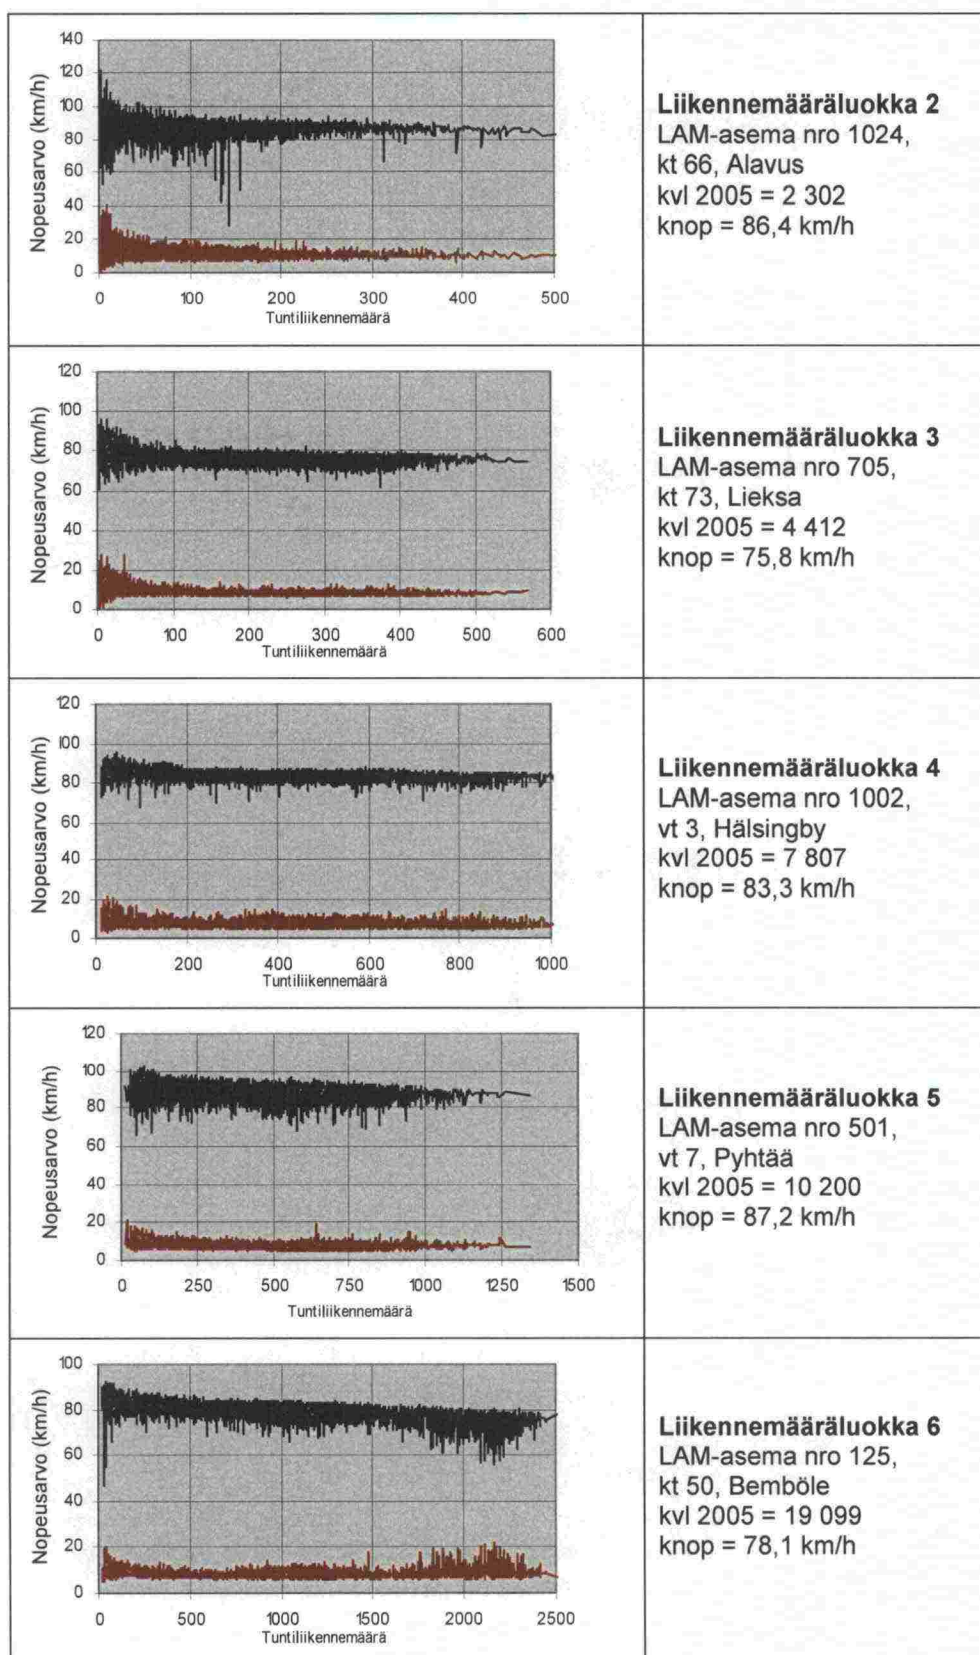 140
120
100
80
60
40
20
0
Nopeusarvo (km/h)
0 100 200 300 400 500
Tuntiliikennemäärä
Liikennemääräluokka 2
LAM-asema nro 1024,
kt 66, Alavus
kvl 2005 = 2 302
knop = 86,4 km/h
120
100
80
60
40
20
0
Nopeusarvo (km/h)
0 100 200 300 400 500 600
Tuntiliikennemäärä
Liikennemääräluokka 3
LAM-asema nro 705,
kt 73, Lieksa
kvl 2005 = 4 412
knop = 75,8 km/h
120
100
80
60
40
20
0
Nopeusarvo (km/h)
0 200 400 600 800 1000
Tuntiliikennemäärä
Liikennemääräluokka 4
LAM-asema nro 1002,
vt 3, Hälsingby
kvl 2005 = 7 807
knop = 83,3 km/h
120
100
80
60
40
20
0
Nopeusarvo (km/h)
0 250 500 750 1000 1250 1500
Tuntiliikennemäärä
Liikennemääräluokka 5
LAM-asema nro 501,
vt 7, Pyhtää
kvl 2005 = 10 200
knop = 87,2 km/h
100
80
60
40
20
0
Nopeusarvo (km/h)
0 500 1000 1500 2000 2500
Tuntiliikennemäärä
Liikennemääräluokka 6
LAM-asema nro 125,
kt 50, Bemböle
kvl 2005 = 19 099
knop = 78,1 km/h